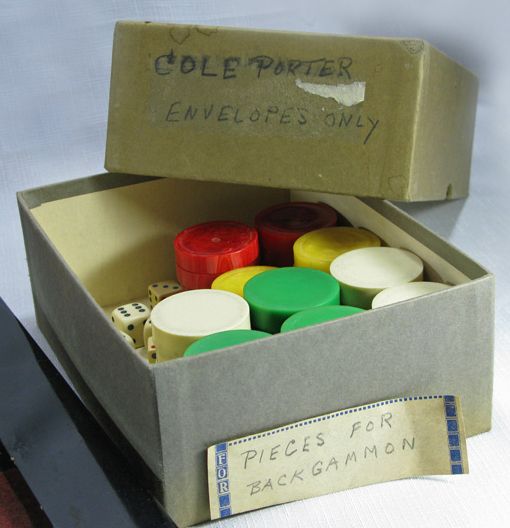 COLE PORTER
ENVELOPES ONLY
FOR
PIECES FOR
BACKGAMMON